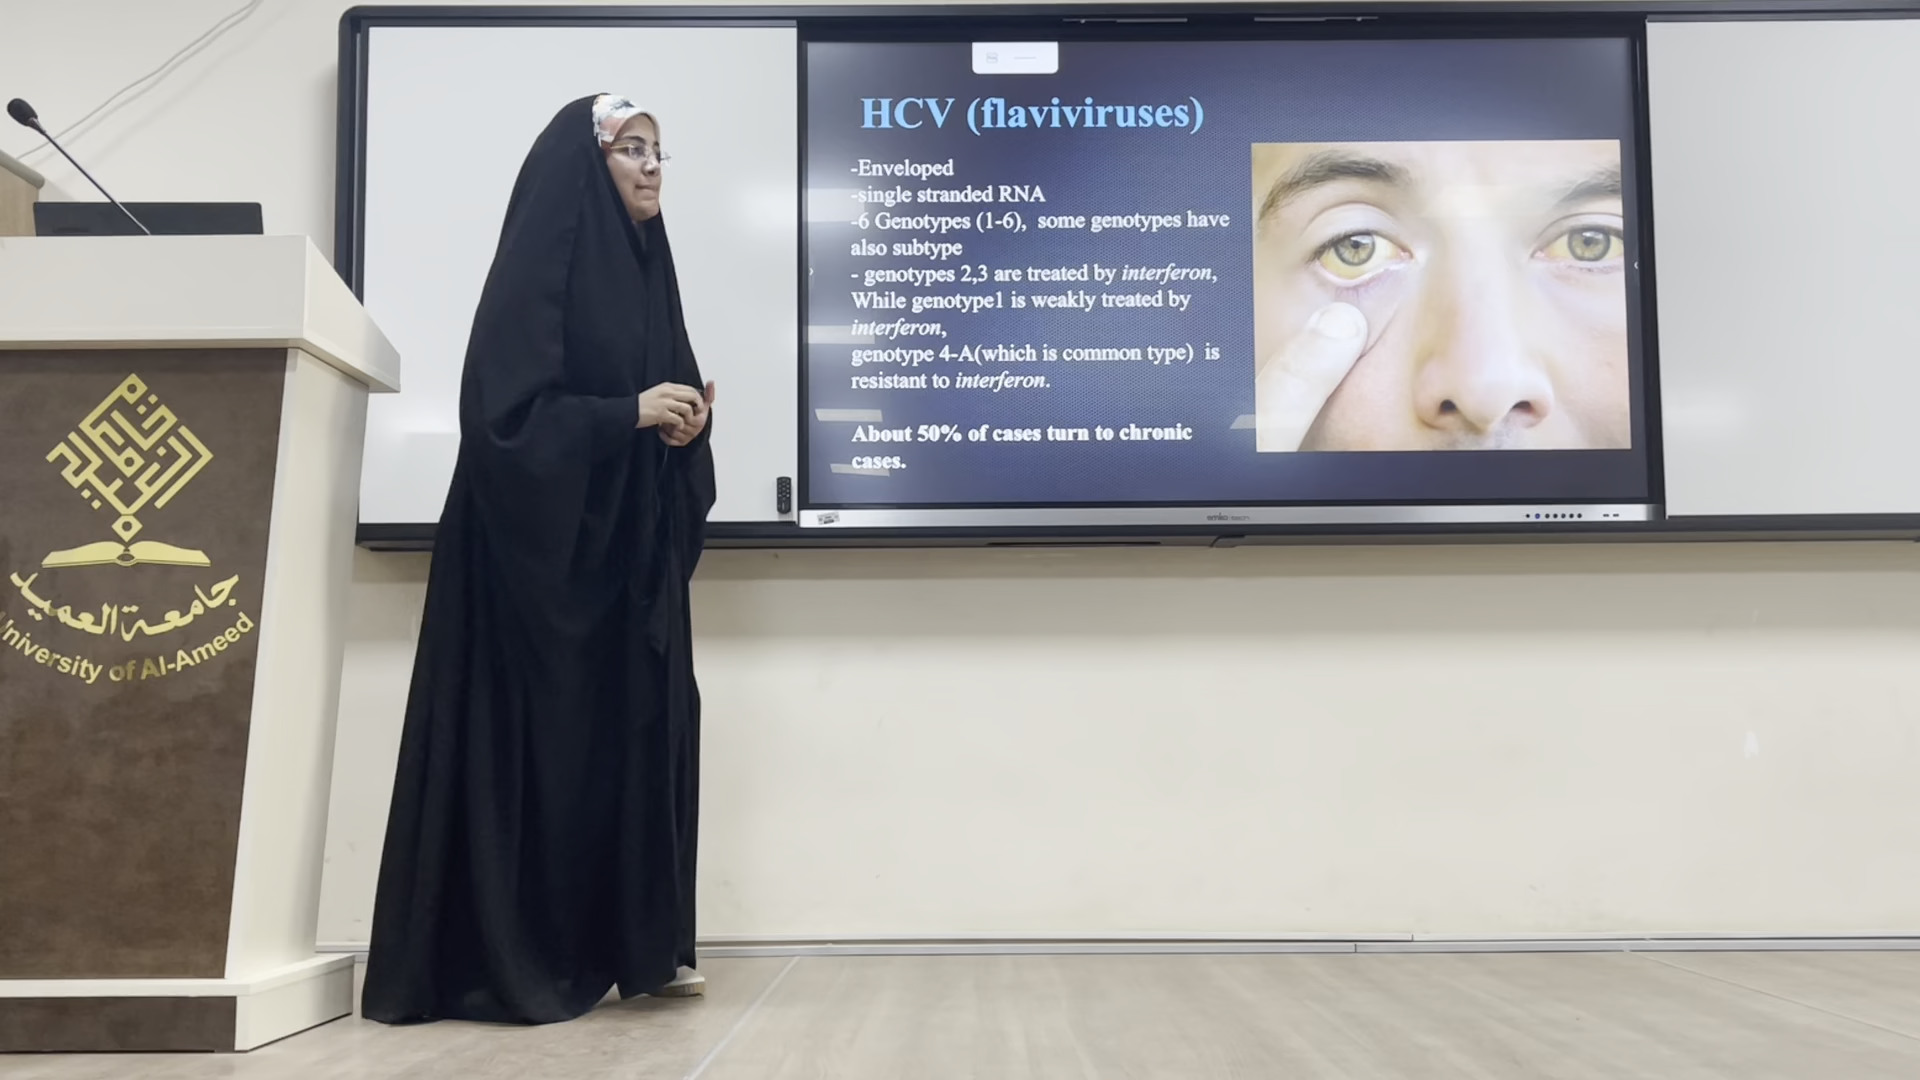 HCV (flaviviruses)
-Enveloped
-single stranded RNA
-6 Genotypes (1-6), some genotypes have
also subtype
- genotypes 2,3 are treated by interferon,
While genotype1 is weakly treated by
interferon,
genotype 4-A(which is common type) is
resistant to interferon.
About 50% of cases turn to chronic
cases.
جامعة العميد
University of Al-Ameed